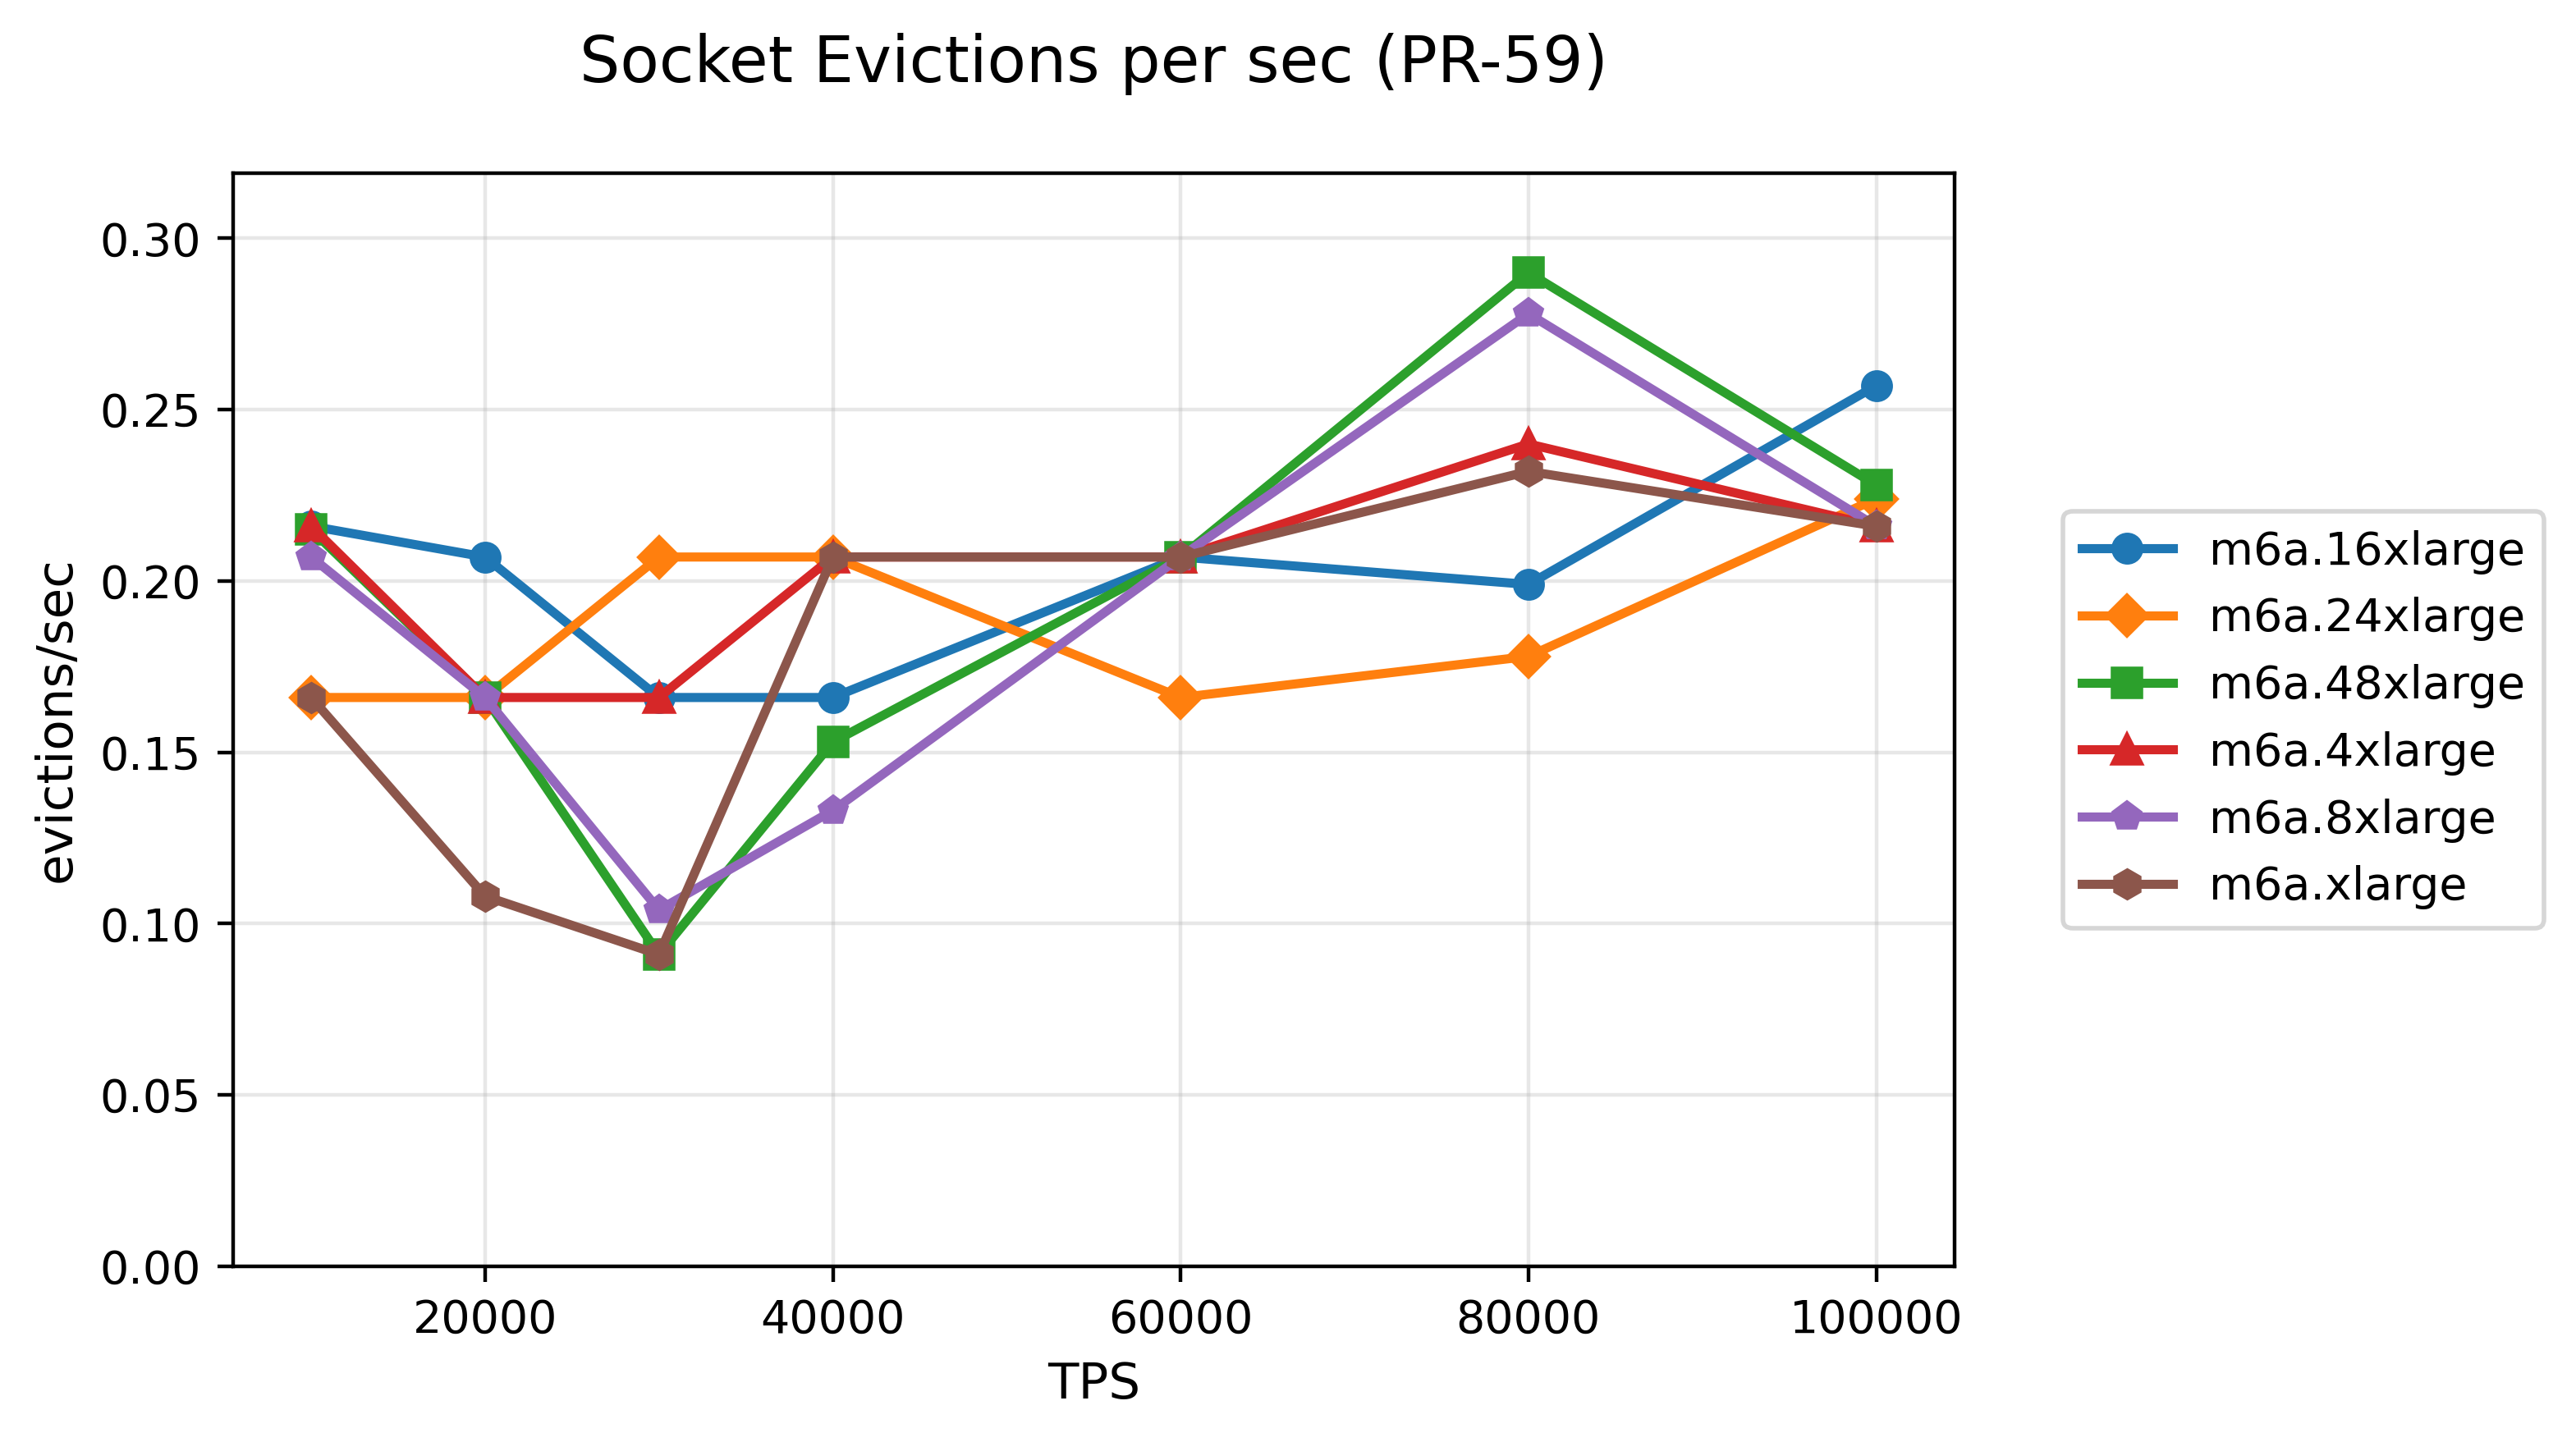 Socket Evictions per sec (PR-59)
evictions/sec
0.30
0.25
0.20
0.15
0.10
0.05
0.00
20000 40000 60000 80000 100000
TPS
m6a.16xlarge
m6a.24xlarge
m6a.48xlarge
m6a.4xlarge
m6a.8xlarge
m6a.xlarge